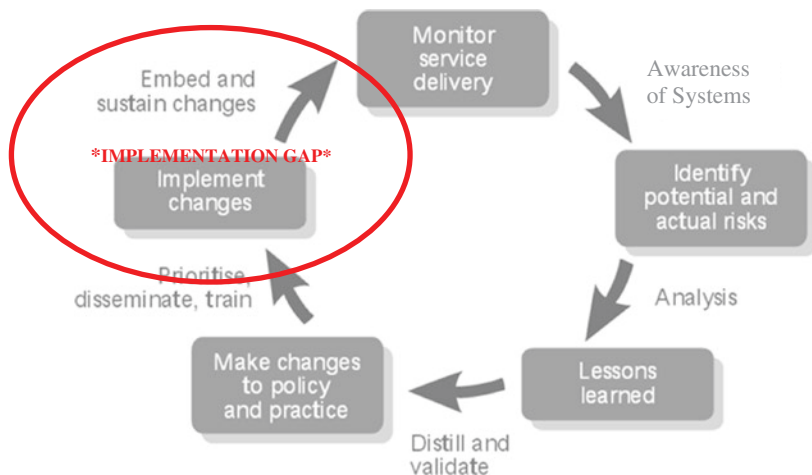 Monitor
service
delivery
Awareness
of Systems
Identify
potential and
actual risks
Analysis
Lessons
learned
Distill and
validate
Make changes
to policy
and practice
Prioritise,
disseminate, train
*IMPLEMENTATION GAP*
Implement
changes
Embed and
sustain changes